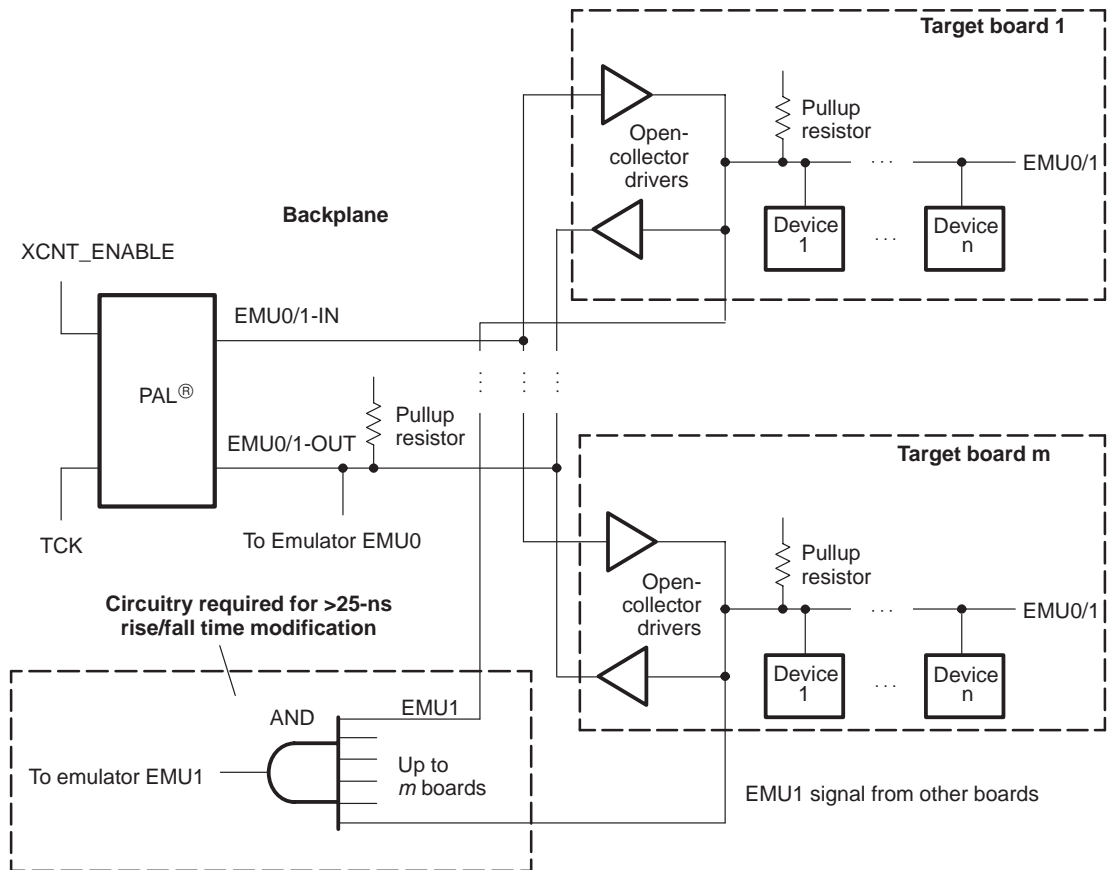 Target board 1
Pullup
resistor
Open-
collector
drivers
. . .
EMU0/1
Device
1
. . .
Device
n
Backplane
XCNT_ENABLE
EMU0/1-IN
PAL®
EMU0/1-OUT
Pullup
resistor
TCK
To Emulator EMU0
Target board m
Pullup
resistor
Open-
collector
drivers
. . .
EMU0/1
Device
1
. . .
Device
n
Circuitry required for >25-ns
rise/fall time modification
AND
EMU1
To emulator EMU1
Up to
m boards
EMU1 signal from other boards